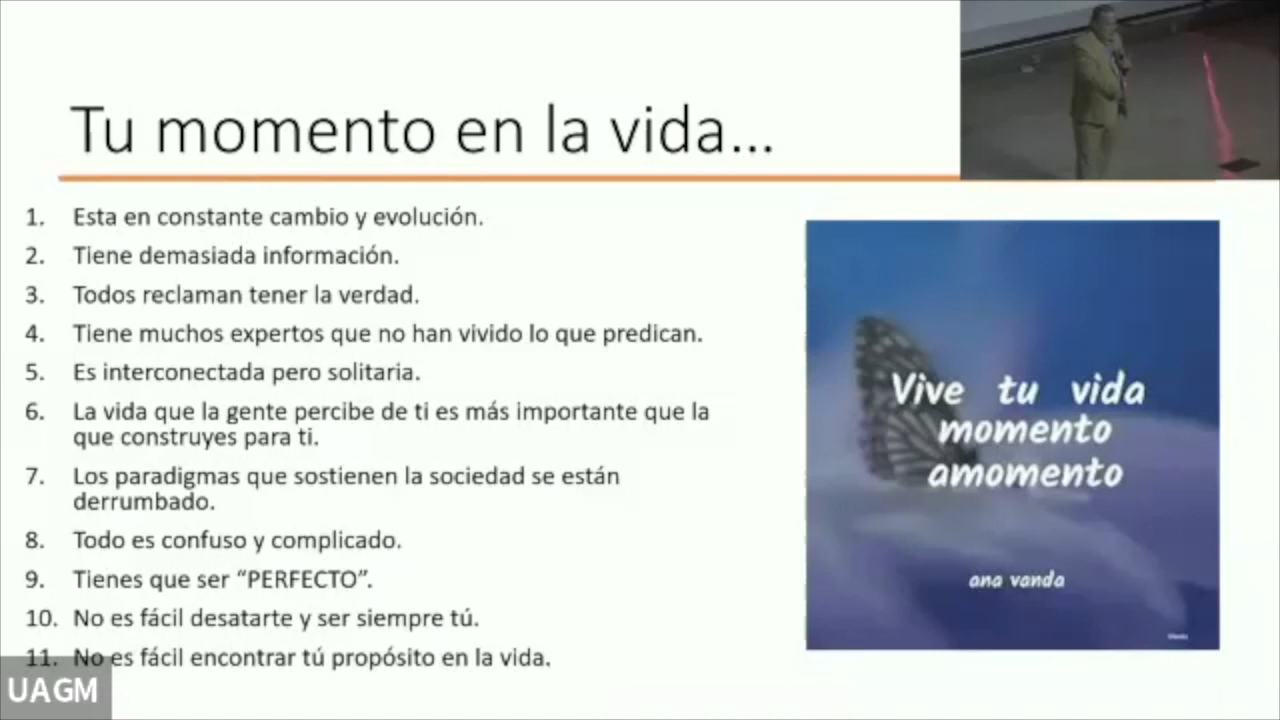 Tu momento en la vida...
1. Esta en constante cambio y evolución.
2. Tiene demasiada información.
3. Todos reclaman tener la verdad.
4. Tiene muchos expertos que no han vivido lo que predican.
5. Es interconectada pero solitaria.
6. La vida que la gente percibe de ti es más importante que la
que construyes para ti.
7. Los paradigmas que sostienen la sociedad se están
derrumbado.
8. Todo es confuso y complicado.
9. Tienes que ser “PERFECTO”.
10. No es fácil desatarte y ser siempre tú.
11. No es fácil encontrar tú propósito en la vida.
Vive tu vida
momento
amomento
ana vanda
UAGM